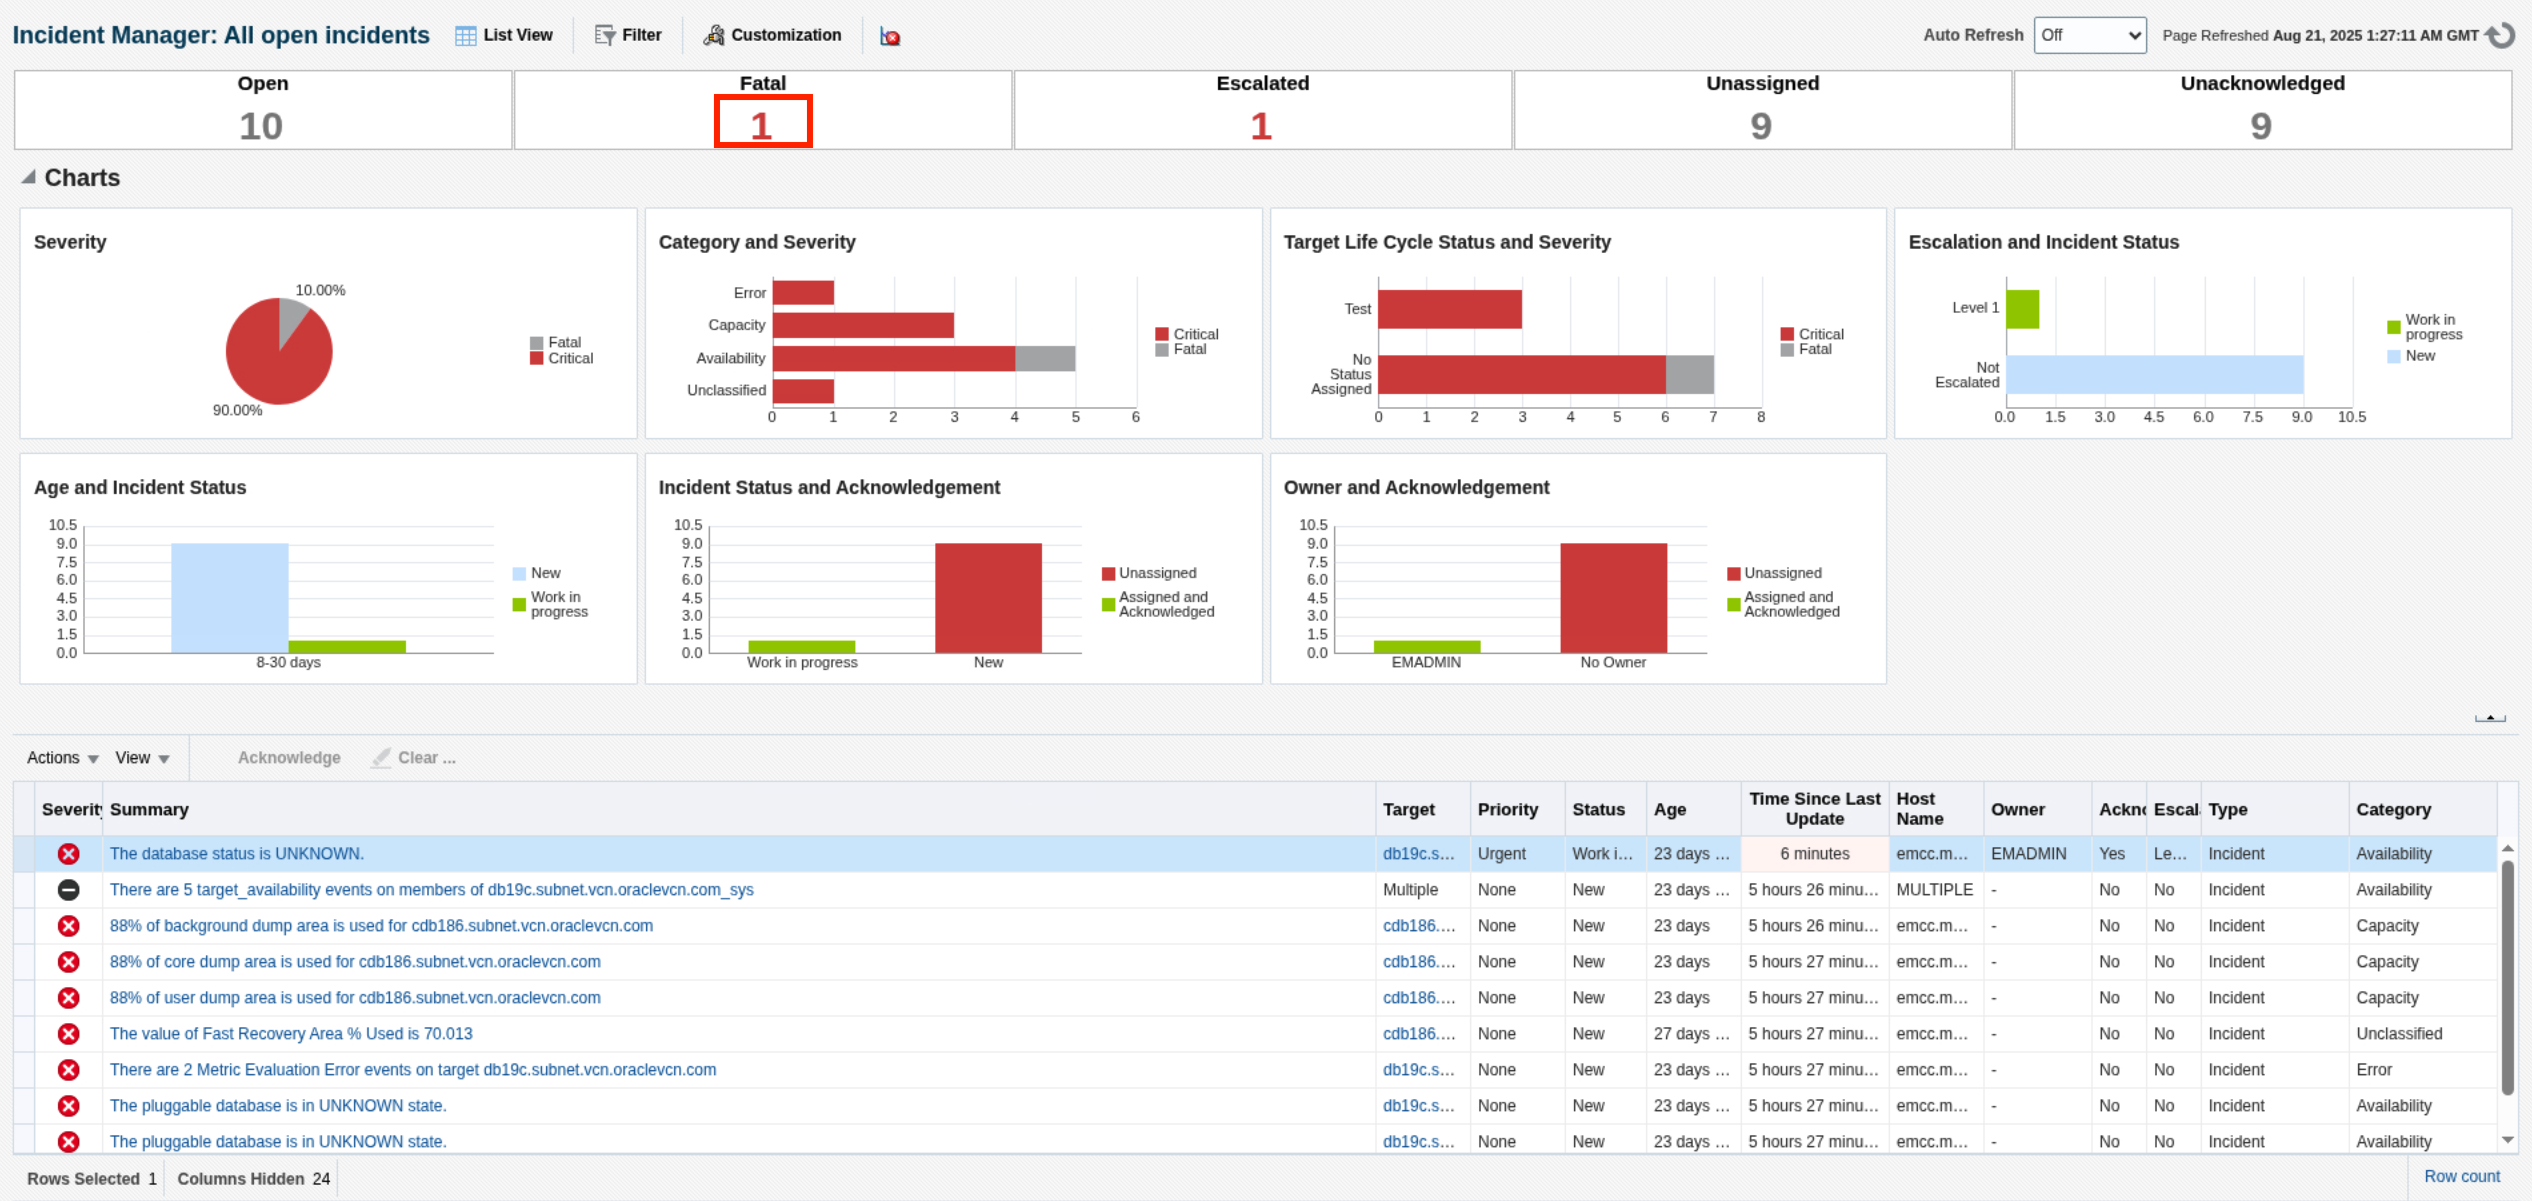 Incident Manager: All open incidents
List View
Filter
Customization
Auto Refresh
Off
Page Refreshed Aug 21, 2025 1:27:11 AM GMT
Open
10
Fatal
1
Escalated
1
Unassigned
9
Unacknowledged
9
Charts
Severity
10.00%
90.00%
Fatal
Critical
Category and Severity
Error
Capacity
Availability
Unclassified
0 1 2 3 4 5 6
Critical
Fatal
Target Life Cycle Status and Severity
Test
No
Status
Assigned
0 1 2 3 4 5 6 7 8
Critical
Fatal
Escalation and Incident Status
Level 1
Not
Escalated
0.0 1.5 3.0 4.5 6.0 7.5 9.0 10.5
Work in
progress
New
Age and Incident Status
10.5
9.0
7.5
6.0
4.5
3.0
1.5
0.0
8-30 days
New
Work in
progress
Incident Status and Acknowledgement
10.5
9.0
7.5
6.0
4.5
3.0
1.5
0.0
Work in progress New
Unassigned
Assigned and
Acknowledged
Owner and Acknowledgement
10.5
9.0
7.5
6.0
4.5
3.0
1.5
0.0
EMADMIN No Owner
Unassigned
Assigned and
Acknowledged
Actions View Acknowledge Clear ...
Severity Summary Target Priority Status Age Time Since Last Update Host Name Owner Ackno Escal Type Category
The database status is UNKNOWN. db19c.s... Urgent Work i... 23 days ... 6 minutes emcc.m... EMADMIN Yes Le... Incident Availability
There are 5 target_availability events on members of db19c.subnet.vcn.oraclevcn.com_sys Multiple None New 23 days ... 5 hours 26 minu... MULTIPLE - No No Incident Availability
88% of background dump area is used for cdb186.subnet.vcn.oraclevcn.com cdb186.... None New 23 days 5 hours 26 minu... emcc.m... - No No Incident Capacity
88% of core dump area is used for cdb186.subnet.vcn.oraclevcn.com cdb186.... None New 23 days 5 hours 27 minu... emcc.m... - No No Incident Capacity
88% of user dump area is used for cdb186.subnet.vcn.oraclevcn.com cdb186.... None New 23 days 5 hours 27 minu... emcc.m... - No No Incident Capacity
The value of Fast Recovery Area % Used is 70.013 cdb186.... None New 27 days ... 5 hours 27 minu... emcc.m... - No No Incident Unclassified
There are 2 Metric Evaluation Error events on target db19c.subnet.vcn.oraclevcn.com db19c.s... None New 23 days ... 5 hours 27 minu... emcc.m... - No No Incident Error
The pluggable database is in UNKNOWN state. db19c.s... None New 23 days ... 5 hours 27 minu... emcc.m... - No No Incident Availability
The pluggable database is in UNKNOWN state. db19c.s... None New 23 days ... 5 hours 27 minu... emcc.m... - No No Incident Availability
Rows Selected 1 Columns Hidden 24 Row count